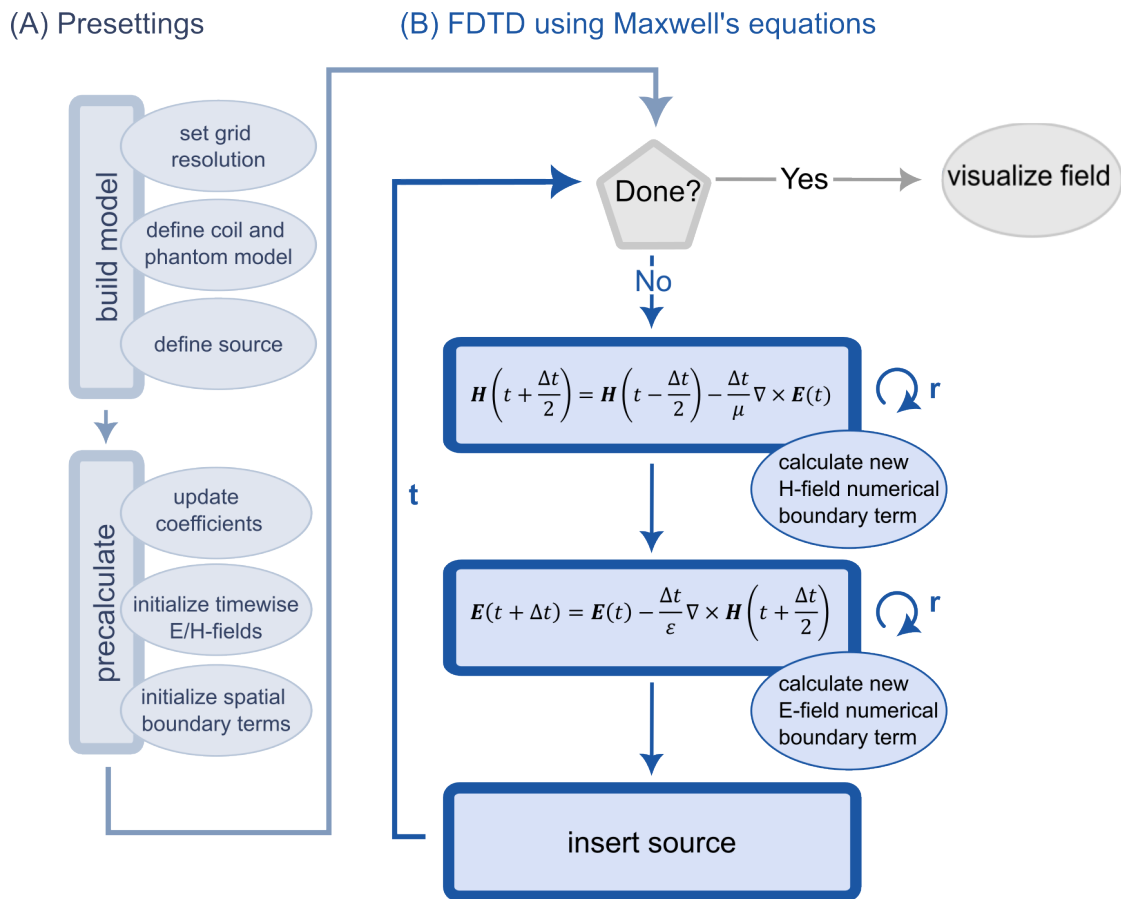 (A) Presettings
(B) FDTD using Maxwell's equations
build model
set grid
resolution
define coil and
phantom model
define source
precalculate
update
coefficients
initialize timewise
E/H-fields
initialize spatial
boundary terms
Done?
Yes
visualize field
No
H(t + Δt/2) = H(t − Δt/2) − Δt/μ ∇ × E(t)
r
calculate new
H-field numerical
boundary term
t
E(t + Δt) = E(t) − Δt/ε ∇ × H(t + Δt/2)
r
calculate new
E-field numerical
boundary term
insert source